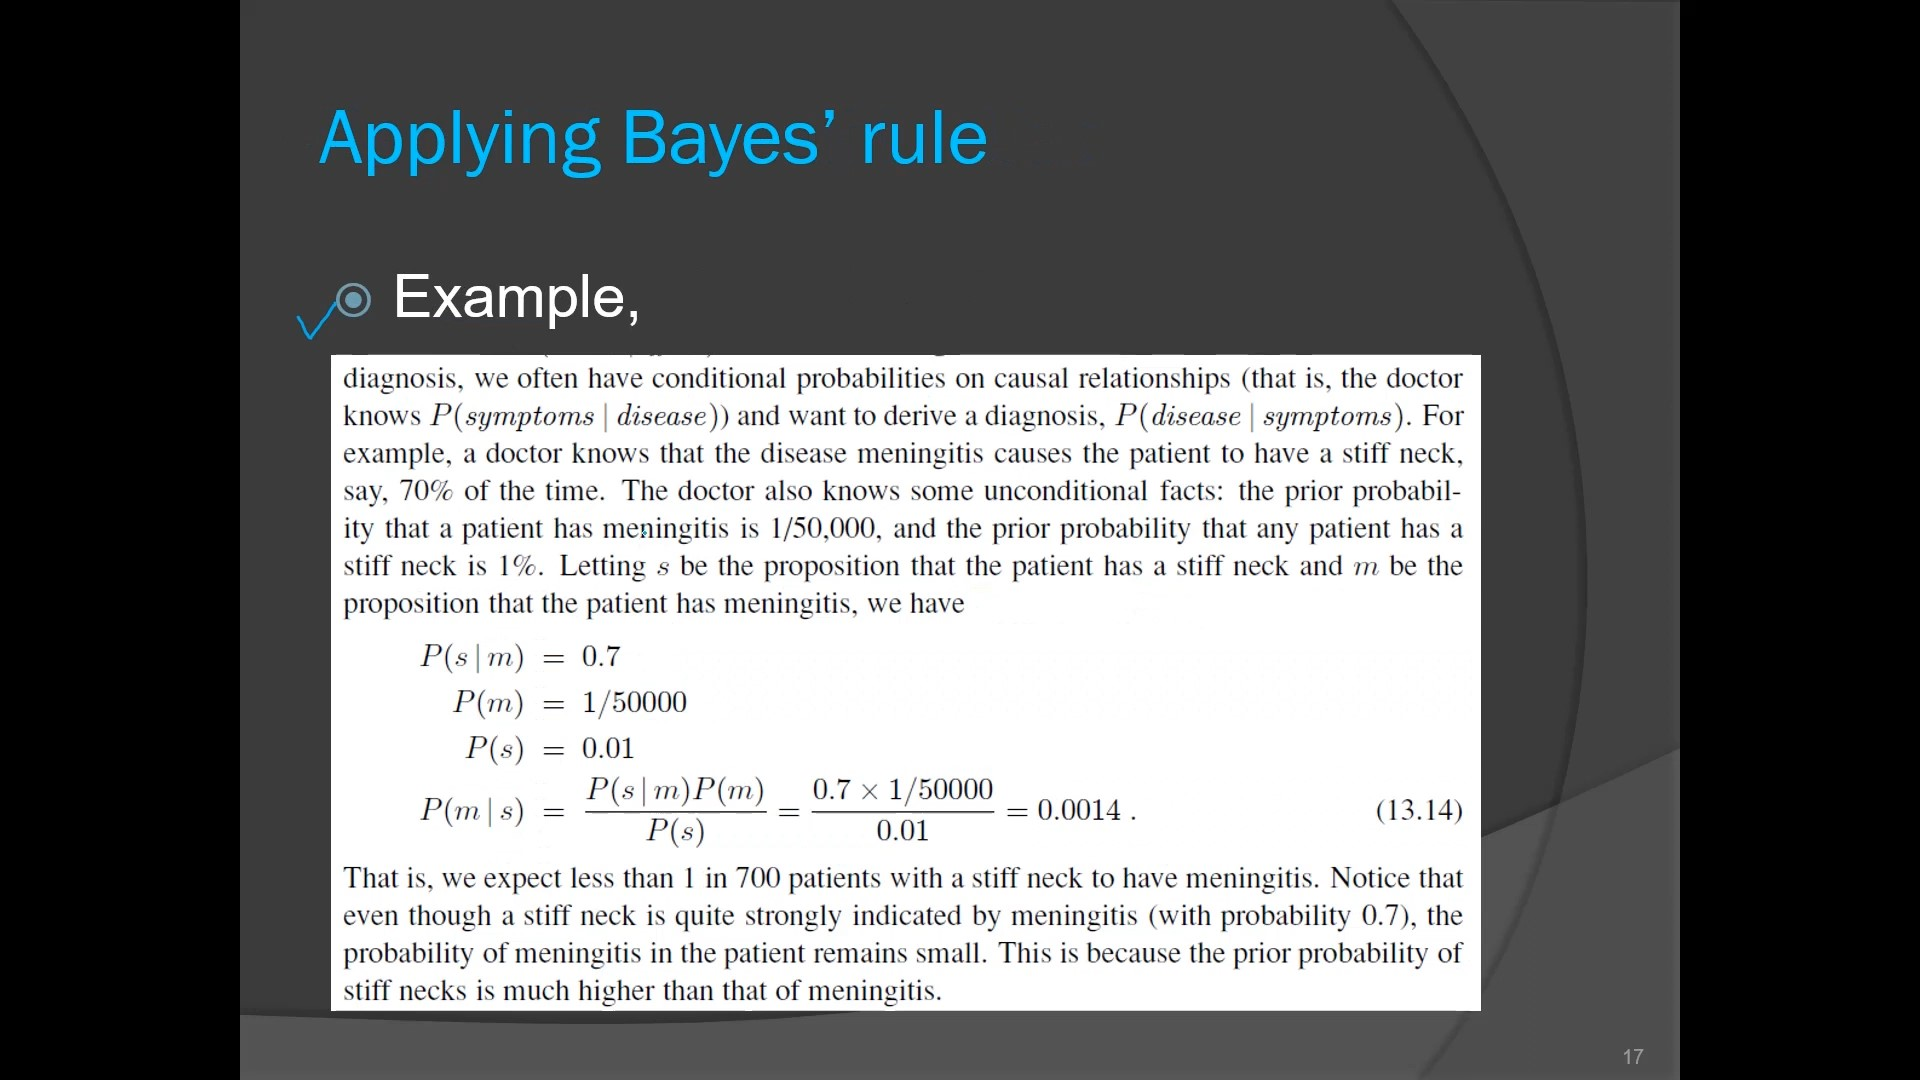 Applying Bayes’ rule
Example,
diagnosis, we often have conditional probabilities on causal relationships (that is, the doctor
knows P(symptoms | disease)) and want to derive a diagnosis, P(disease | symptoms). For
example, a doctor knows that the disease meningitis causes the patient to have a stiff neck,
say, 70% of the time. The doctor also knows some unconditional facts: the prior probabil-
ity that a patient has meningitis is 1/50,000, and the prior probability that any patient has a
stiff neck is 1%. Letting s be the proposition that the patient has a stiff neck and m be the
proposition that the patient has meningitis, we have
P(s | m) = 0.7
P(m) = 1/50000
P(s) = 0.01
P(m | s) = P(s | m)P(m) / P(s) = 0.7 × 1/50000 / 0.01 = 0.0014 . (13.14)
That is, we expect less than 1 in 700 patients with a stiff neck to have meningitis. Notice that
even though a stiff neck is quite strongly indicated by meningitis (with probability 0.7), the
probability of meningitis in the patient remains small. This is because the prior probability of
stiff necks is much higher than that of meningitis.
17